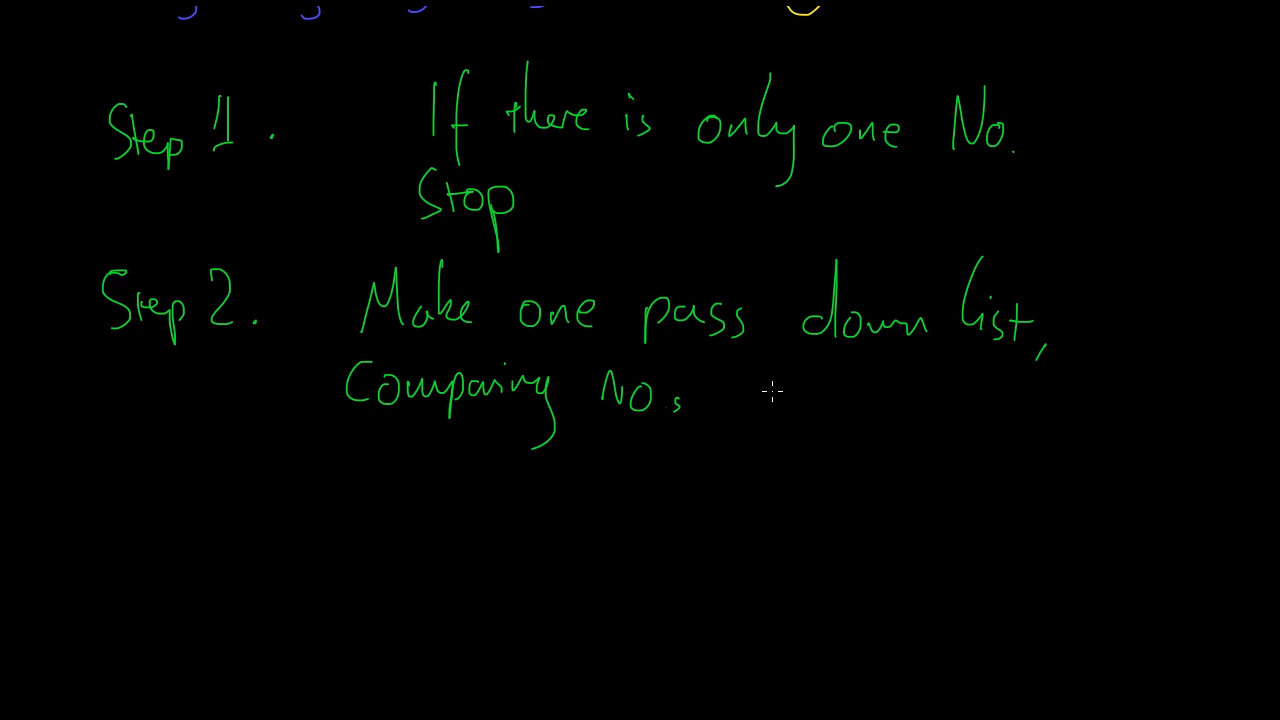 Step 1. If there is only one No.
Stop
Step 2. Make one pass down list,
Comparing NO.s